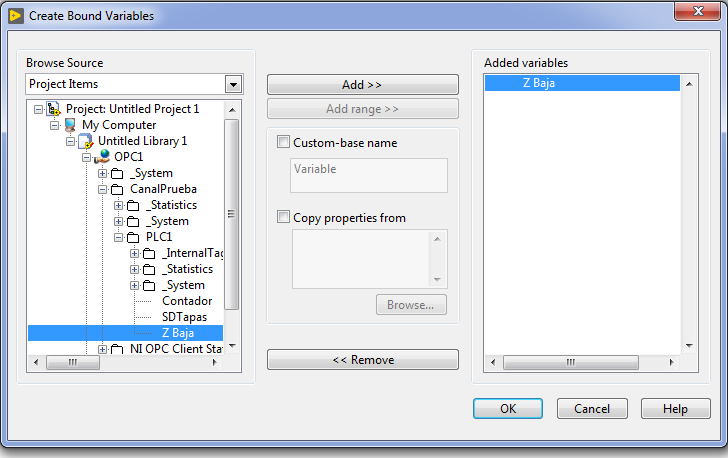 Create Bound Variables
Browse Source
Project Items
Project: Untitled Project 1
My Computer
Untitled Library 1
OPC1
_System
CanalPrueba
_Statistics
_System
PLC1
_InternalTag
_Statistics
_System
Contador
SDTapas
Z Baja
NI OPC Client Stat
Add >>
Add range >>
Custom-base name
Variable
Copy properties from
Browse...
<< Remove
Added variables
Z Baja
OK
Cancel
Help